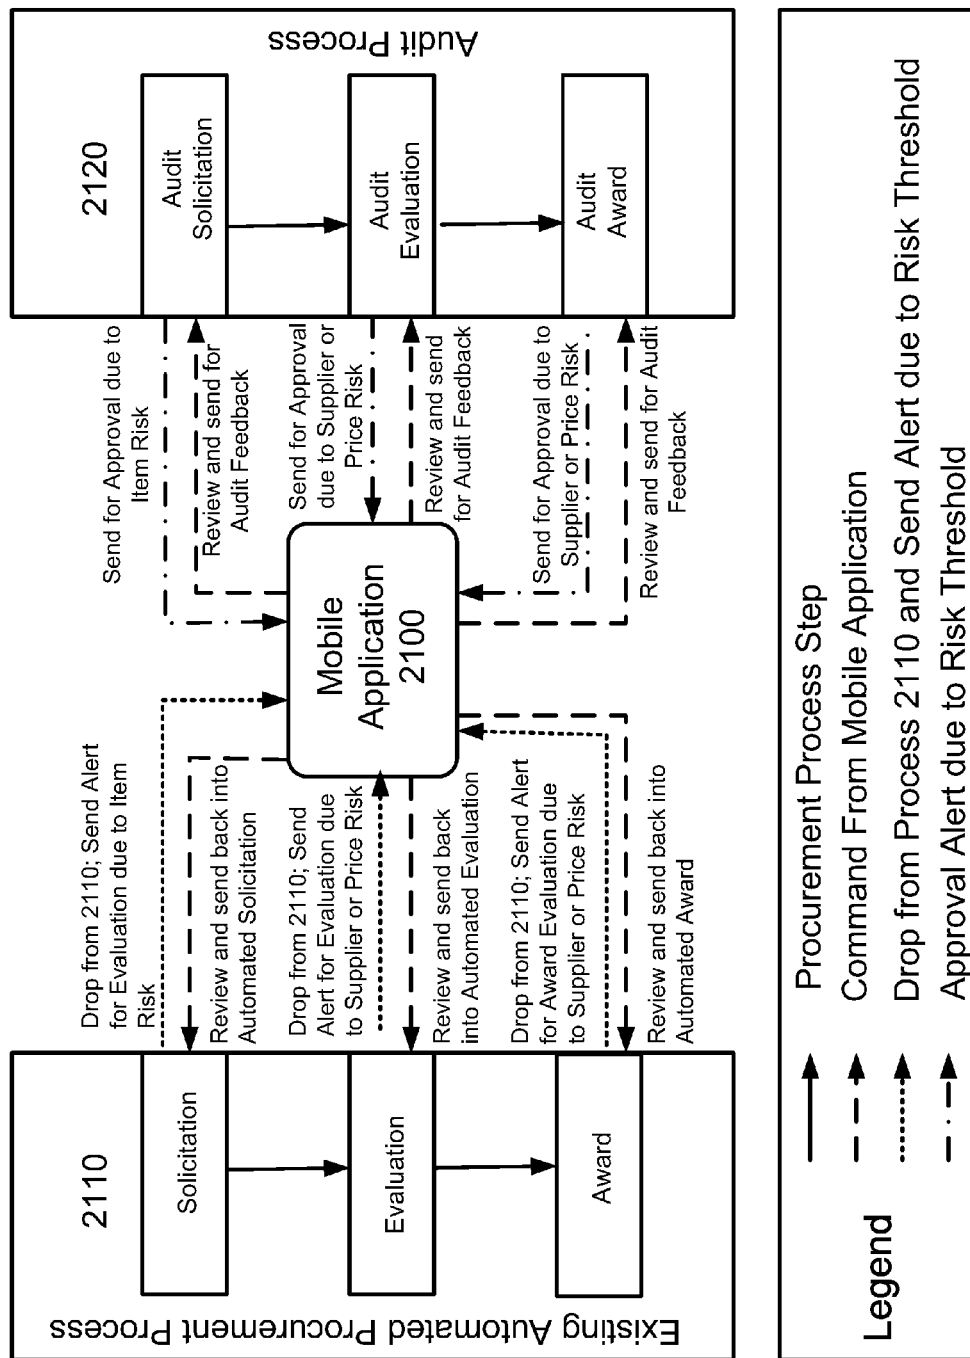 Existing Automated Procurement Process
2110
Solicitation
Evaluation
Award
Drop from 2110; Send Alert
for Evaluation due to Item
Risk
Review and send back into
Automated Solicitation
Drop from 2110; Send
Alert for Evaluation due
to Supplier or Price Risk
Review and send back
into Automated Evaluation
Drop from 2110; Send Alert
for Award Evaluation due
to Supplier or Price Risk
Review and send back into
Automated Award
Mobile
Application
2100
Send for Approval due to
Item Risk
Review and send for
Audit Feedback
Send for Approval
due to Supplier or
Price Risk
Review and send
for Audit Feedback
Send for Approval due to
Supplier or Price Risk
Review and send for Audit
Feedback
2120
Audit
Solicitation
Audit
Evaluation
Audit
Award
Audit Process
Legend
Procurement Process Step
Command From Mobile Application
Drop from Process 2110 and Send Alert due to Risk Threshold
Approval Alert due to Risk Threshold